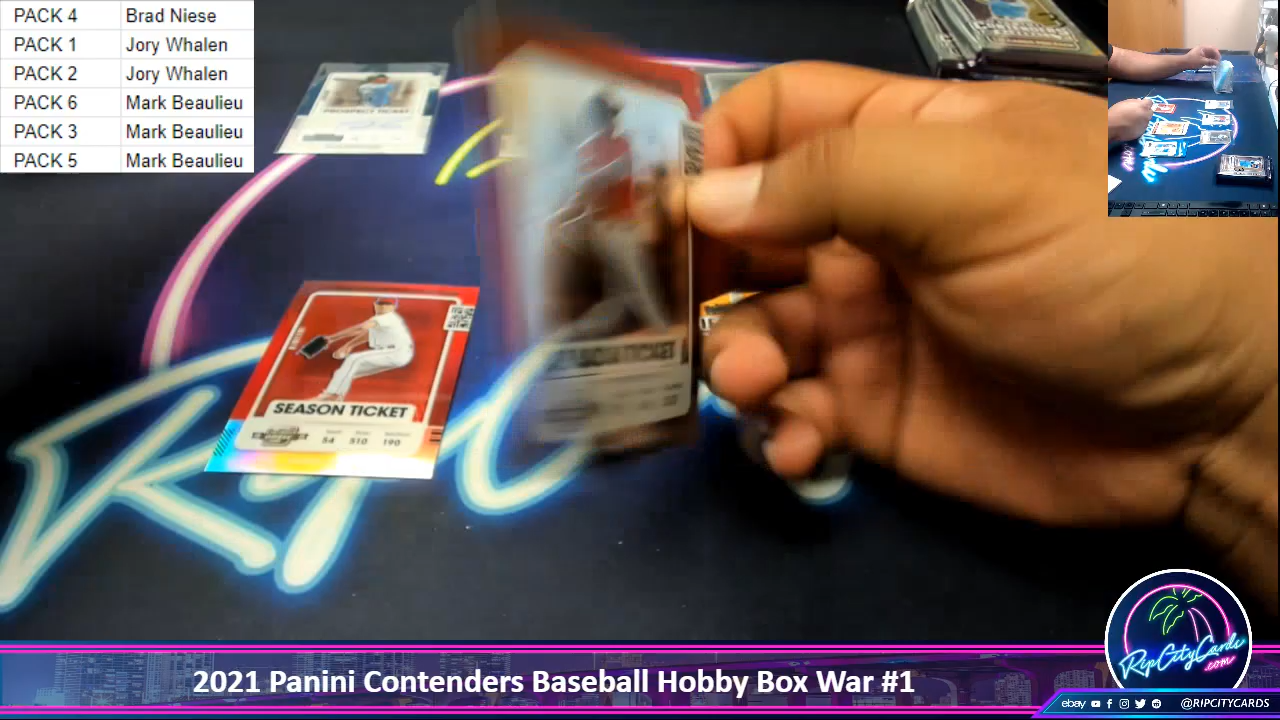 PACK 4 Brad Niese
PACK 1 Jory Whalen
PACK 2 Jory Whalen
PACK 6 Mark Beaulieu
PACK 3 Mark Beaulieu
PACK 5 Mark Beaulieu
PROSPECT TICKET
SEASON TICKET
54 510 190
TICKET
Rip
2021 Panini Contenders Baseball Hobby Box War #1
RipCityCards
.com
ebay @RIPCITYCARDS